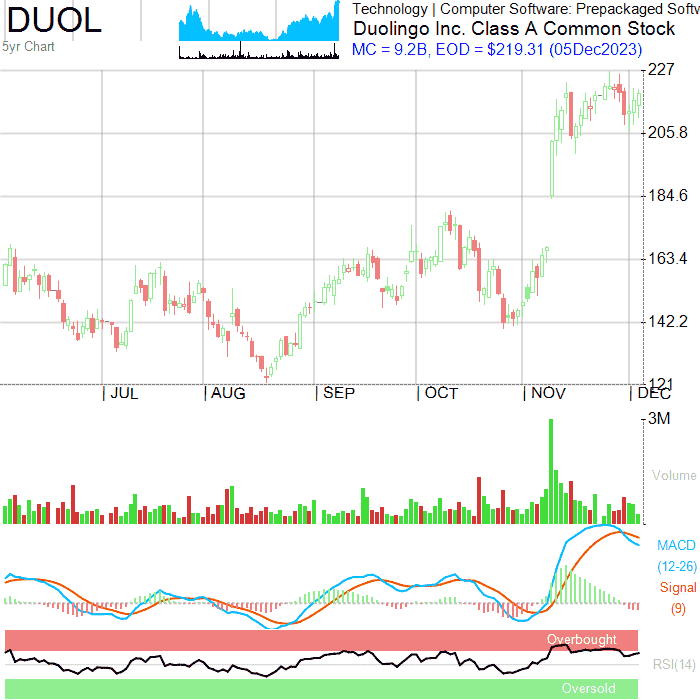 DUOL
5yr Chart
Technology | Computer Software: Prepackaged Softw
Duolingo Inc. Class A Common Stock
MC = 9.2B, EOD = $219.31 (05Dec2023)
227
205.8
184.6
163.4
142.2
121
JUL
AUG
SEP
OCT
NOV
DEC
3M
Volume
MACD
(12-26)
Signal
(9)
Overbought
RSI(14)
Oversold